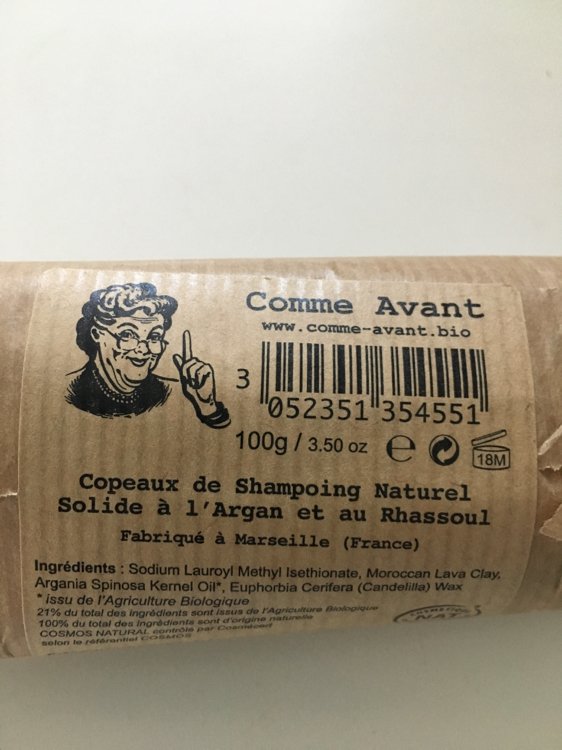 Comme Avant
www.comme-avant.bio
3 052351 354551
100g / 3.50 oz e
18M
Copeaux de Shampoing Naturel
Solide à l'Argan et au Rhassoul
Fabriqué à Marseille (France)
Ingrédients : Sodium Lauroyl Methyl Isethionate, Moroccan Lava Clay,
Argania Spinosa Kernel Oil*, Euphorbia Cerifera (Candelilla) Wax
* issu de l'Agriculture Biologique
21% du total des ingrédients sont issus de l'Agriculture Biologique
100% du total des ingrédients sont d'origine naturelle
COSMOS NATURAL contrôlé par Cosmécert
selon le référentiel COSMOS
NAT